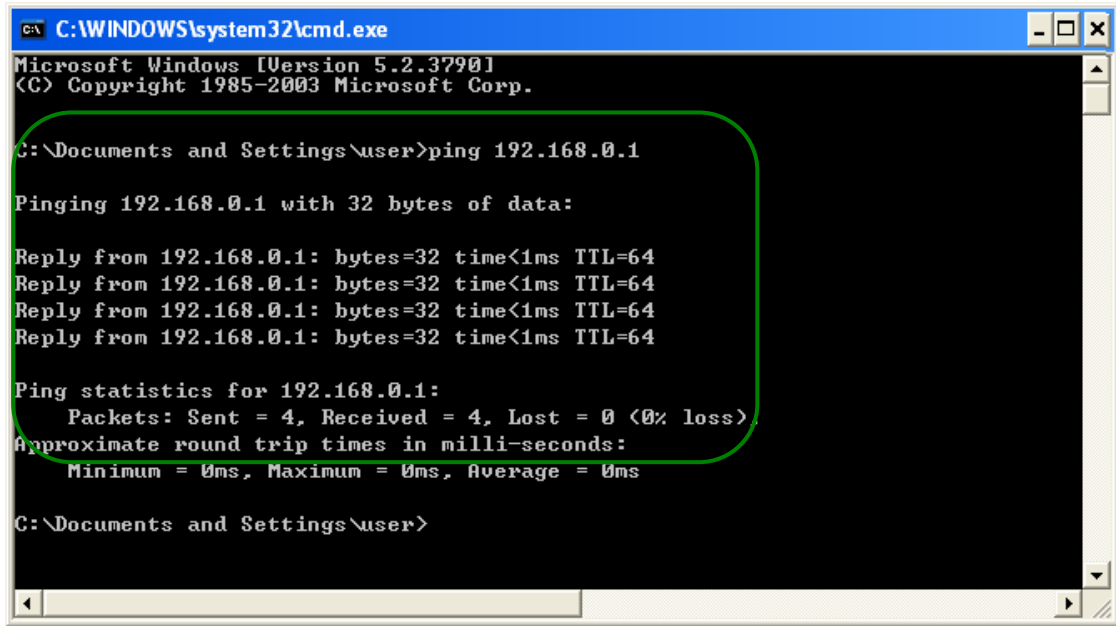 C:\WINDOWS\system32\cmd.exe
Microsoft Windows [Version 5.2.3790]
(C) Copyright 1985-2003 Microsoft Corp.
C:\Documents and Settings\user>ping 192.168.0.1
Pinging 192.168.0.1 with 32 bytes of data:
Reply from 192.168.0.1: bytes=32 time<1ms TTL=64
Reply from 192.168.0.1: bytes=32 time<1ms TTL=64
Reply from 192.168.0.1: bytes=32 time<1ms TTL=64
Reply from 192.168.0.1: bytes=32 time<1ms TTL=64
Ping statistics for 192.168.0.1:
Packets: Sent = 4, Received = 4, Lost = 0 (0% loss),
Approximate round trip times in milli-seconds:
Minimum = 0ms, Maximum = 0ms, Average = 0ms
C:\Documents and Settings\user>